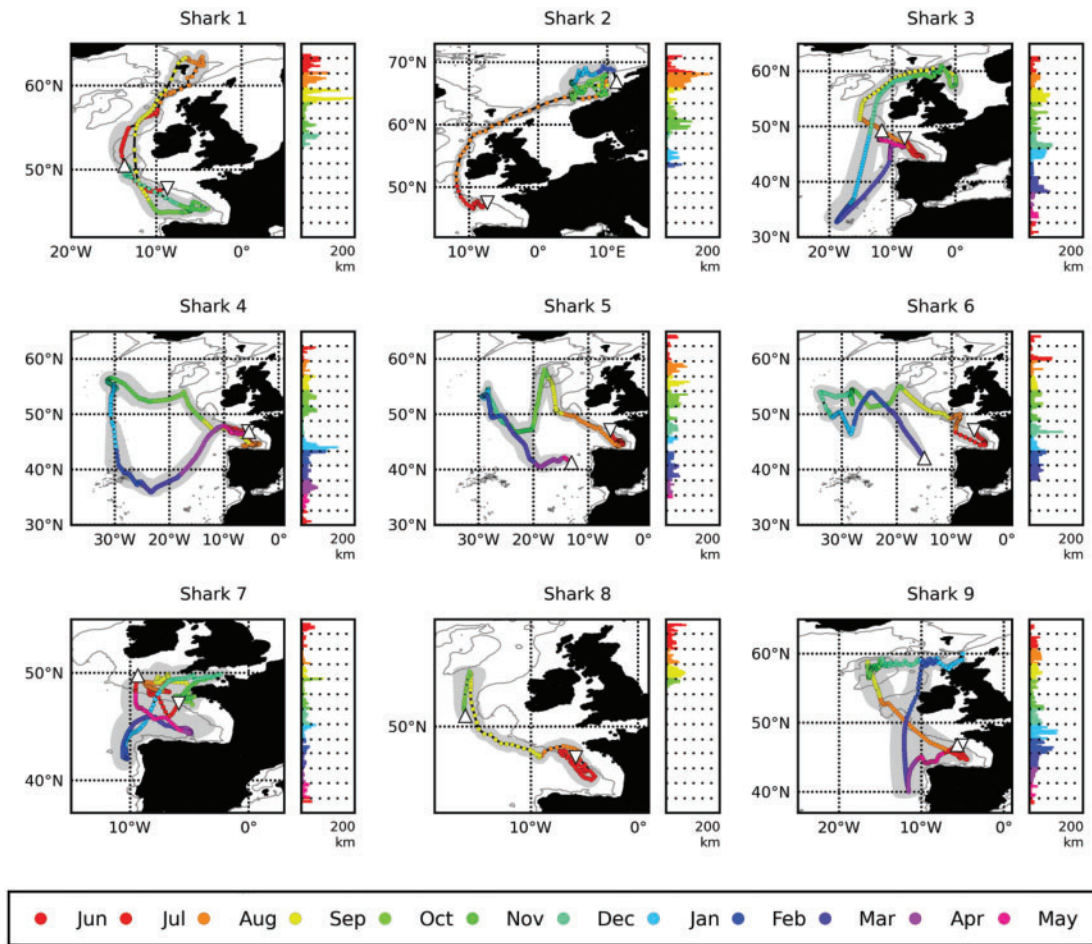 Shark 1 Shark 2 Shark 3
60°N 70°N 60°N
60°N 50°N
50°N 40°N
50°N 30°N
20°W 10°W 0° 200 10°W 0° 10°E 200 20°W 10°W 0° 200
km km km
Shark 4 Shark 5 Shark 6
60°N 60°N 60°N
50°N 50°N 50°N
40°N 40°N 40°N
30°N 30°N 30°N
30°W 20°W 10°W 0° 200 30°W 20°W 10°W 0° 200 30°W 20°W 10°W 0° 200
km km km
Shark 7 Shark 8 Shark 9
50°N 60°N
50°N 50°N
40°N 40°N
10°W 0° 200 10°W 0° 200 20°W 10°W 0° 200
km km km
Jun Jul Aug Sep Oct Nov Dec Jan Feb Mar Apr May